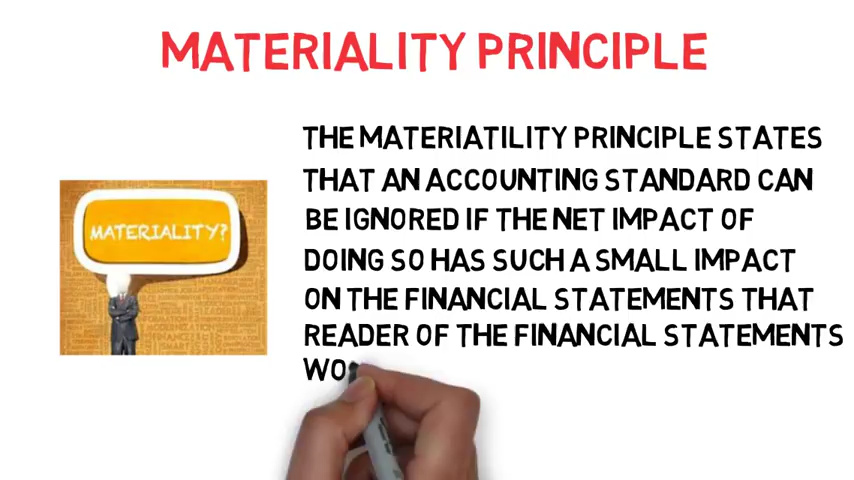 MATERIALITY PRINCIPLE
THE MATERIATILITY PRINCIPLE STATES
THAT AN ACCOUNTING STANDARD CAN
BE IGNORED IF THE NET IMPACT OF
DOING SO HAS SUCH A SMALL IMPACT
ON THE FINANCIAL STATEMENTS THAT
READER OF THE FINANCIAL STATEMENTS
WO
MATERIALITY?